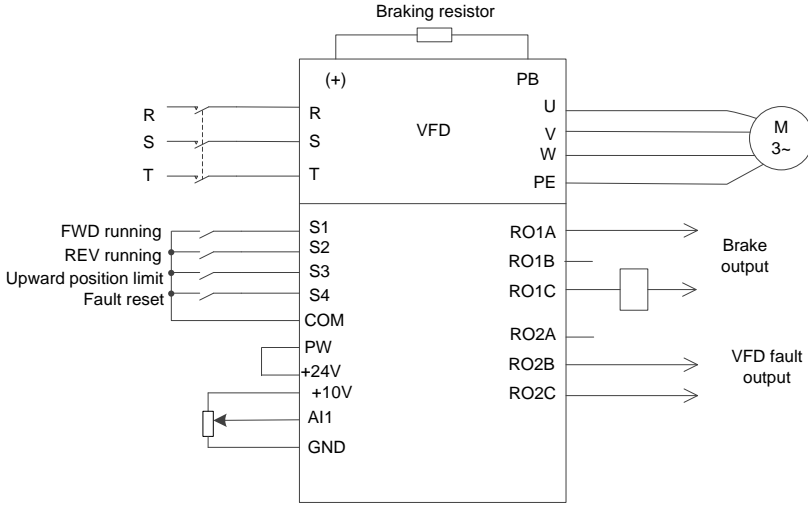 Braking resistor
(+)
PB
R
S
T
R
S
T
VFD
U
V
W
PE
M
3~
FWD running
REV running
Upward position limit
Fault reset
S1
S2
S3
S4
COM
PW
+24V
+10V
AI1
GND
RO1A
RO1B
RO1C
RO2A
RO2B
RO2C
Brake
output
VFD fault
output